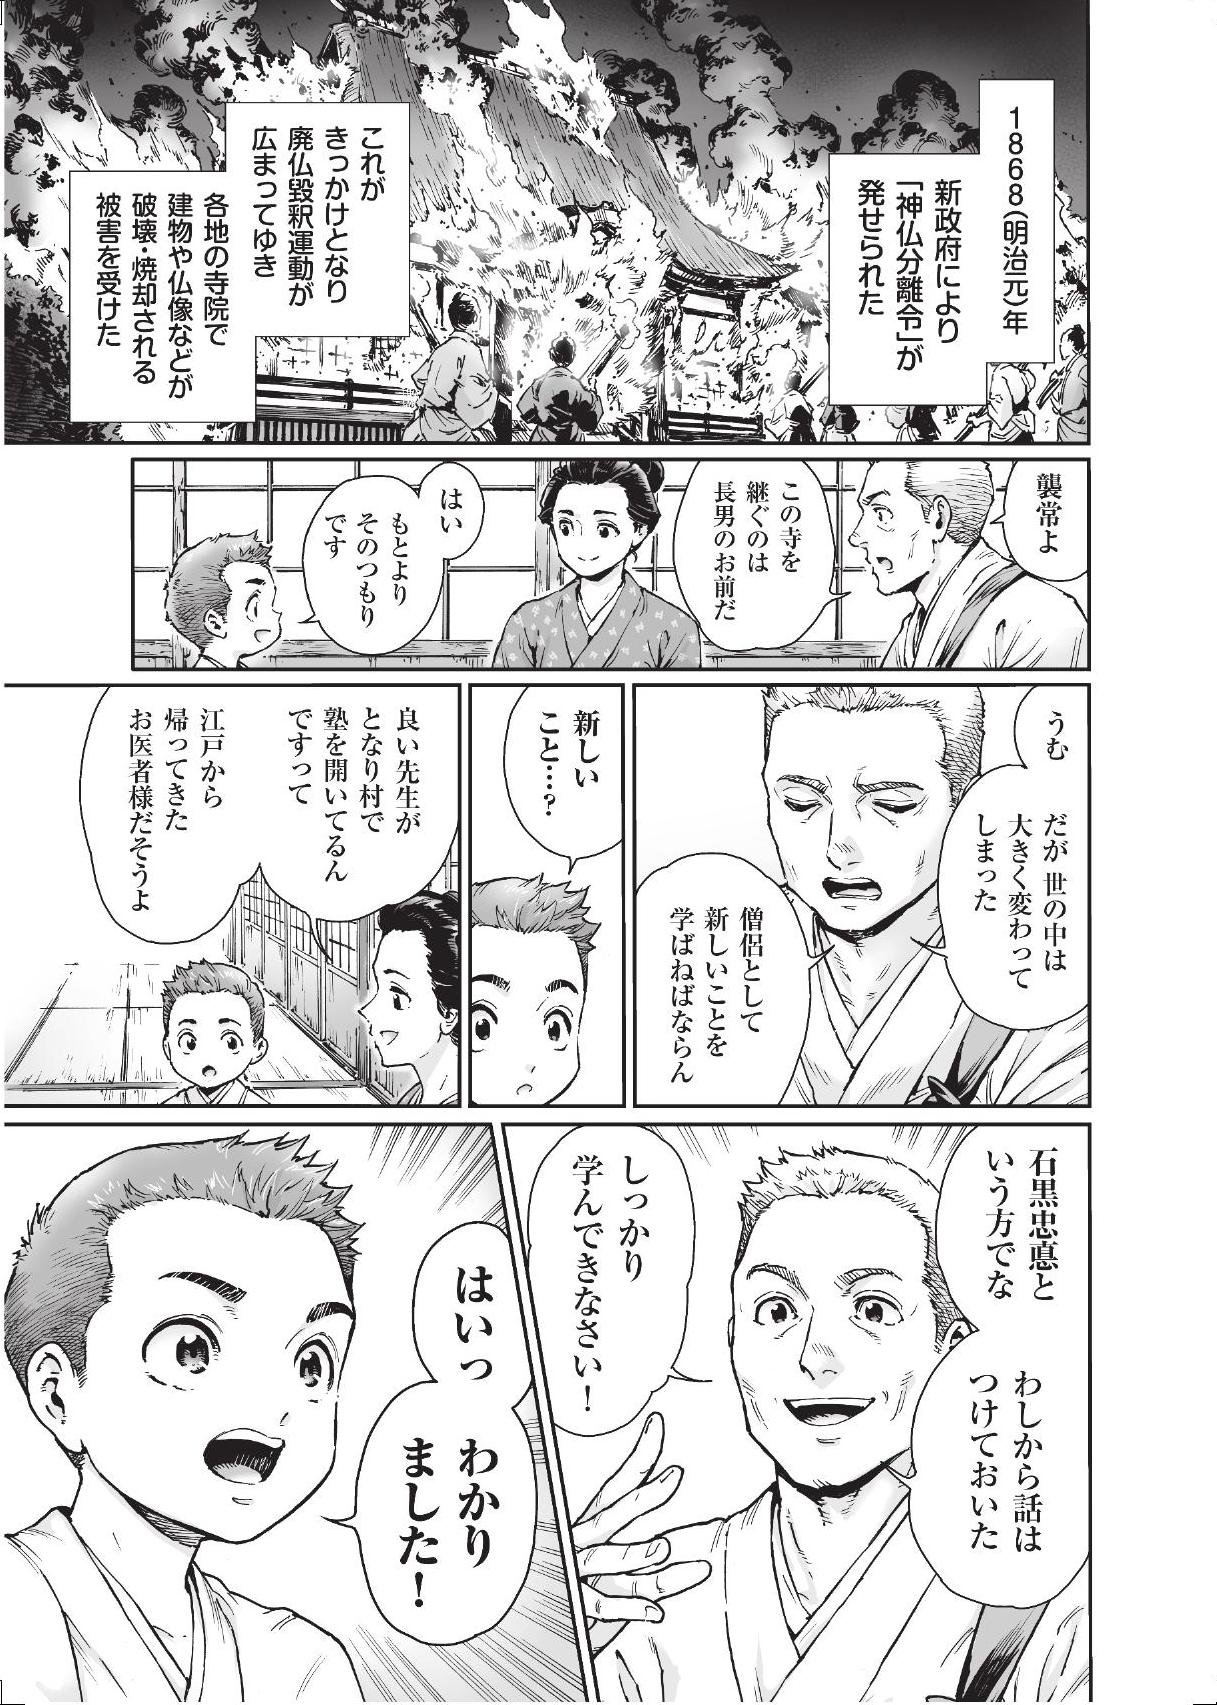 1868(明治元)年
新政府により
「神仏分離令」が
発せられた
これが
きっかけとなり
廃仏毀釈運動が
広まってゆき
各地の寺院で
建物や仏像などが
破壊・焼却される
被害を受けた
襲常よ
この寺を
継ぐのは
長男のお前だ
はい
もとより
そのつもり
です
うむ
だが 世の中は
大きく変わって
しまった
僧侶として
新しいことを
学ばねばならん
新しい
こと…?
良い先生が
となり村で
塾を開いてるん
ですって
江戸から
帰ってきた
お医者様だそうよ
石黒忠悳と
いう方でな
わしから話は
つけておいた
しっかり
学んできなさい!
はいっ
わかり
ました!